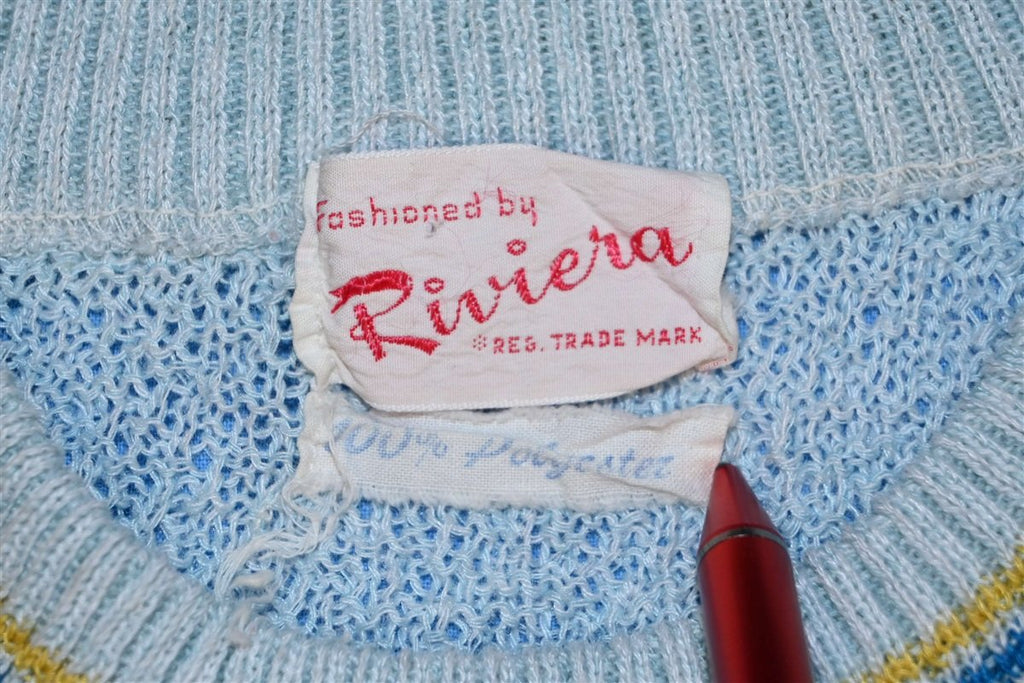 Fashioned by
Riviera
※REG. TRADE MARK
100% Polyester